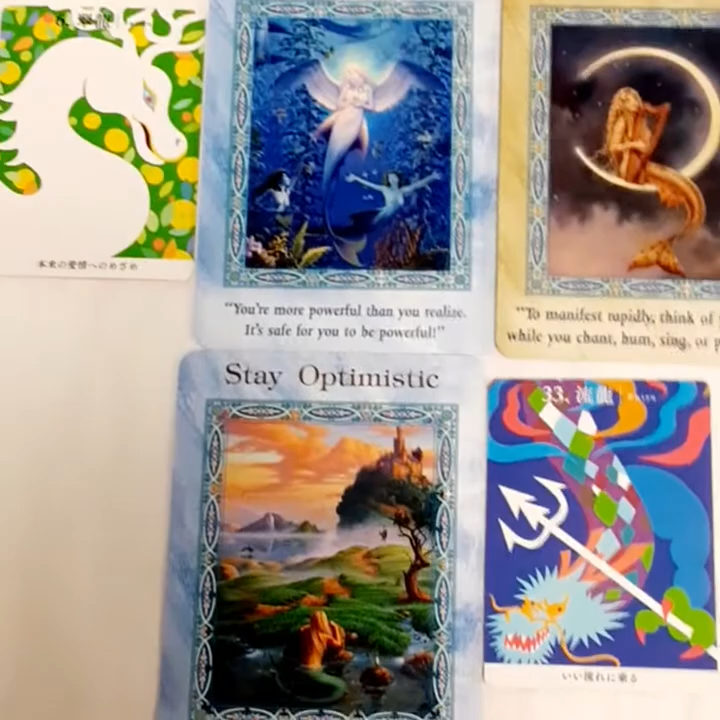 本来の愛情へのめざめ
"You're more powerful than you realize.
It's safe for you to be powerful!"
"To manifest rapidly, think of
while you chant, hum, sing, or p
Stay Optimistic
33. 流龍
いい流れに乗る